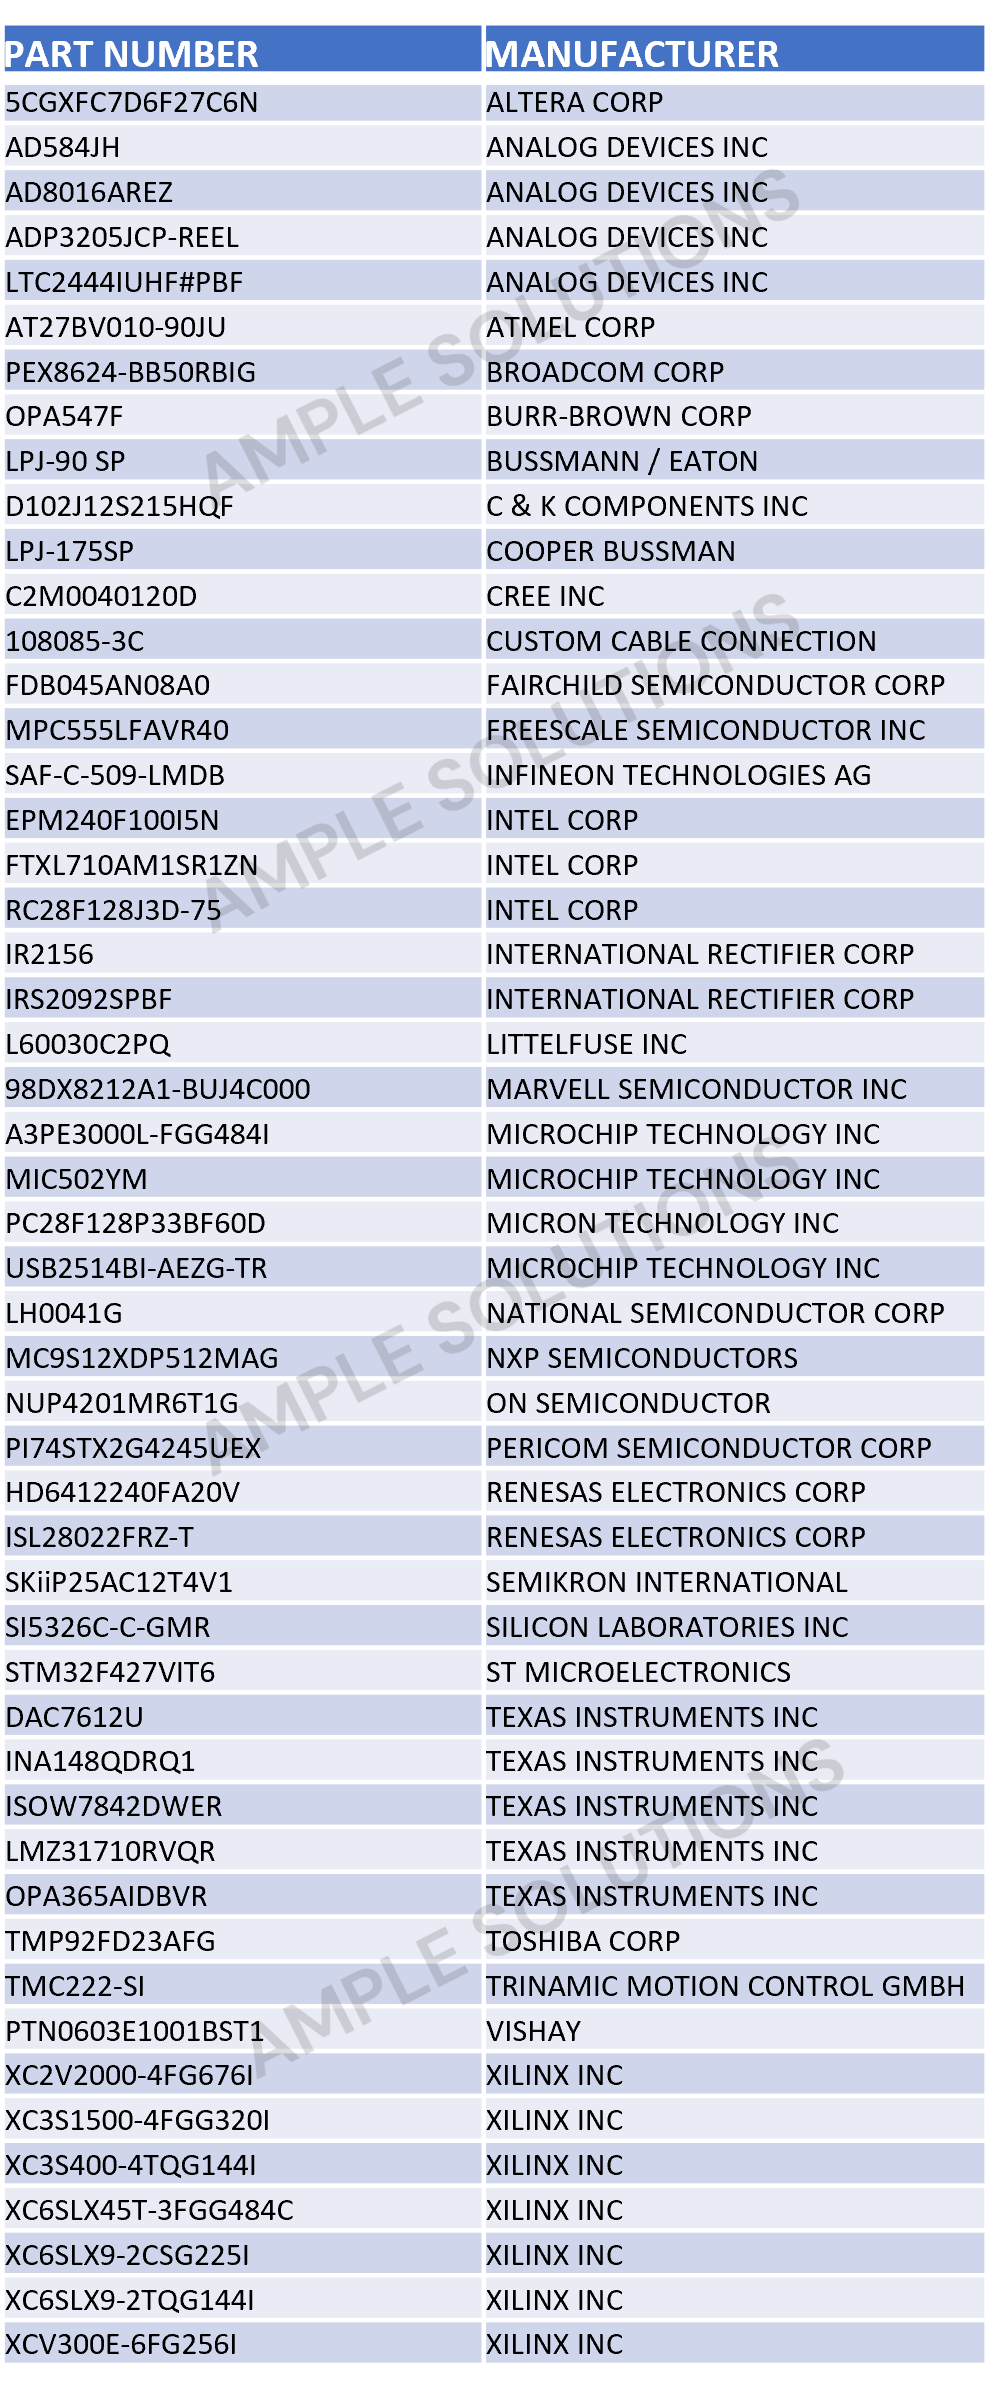 PART NUMBER MANUFACTURER
5CGXFC7D6F27C6N ALTERA CORP
AD584JH ANALOG DEVICES INC
AD8016AREZ ANALOG DEVICES INC
ADP3205JCP-REEL ANALOG DEVICES INC
LTC2444IUHF#PBF ANALOG DEVICES INC
AT27BV010-90JU ATMEL CORP
PEX8624-BB50RBIG BROADCOM CORP
OPA547F BURR-BROWN CORP
LPJ-90 SP BUSSMANN / EATON
D102J12S215HQF C & K COMPONENTS INC
LPJ-175SP COOPER BUSSMAN
C2M0040120D CREE INC
108085-3C CUSTOM CABLE CONNECTION
FDB045AN08A0 FAIRCHILD SEMICONDUCTOR CORP
MPC555LFAVR40 FREESCALE SEMICONDUCTOR INC
SAF-C-509-LMDB INFINEON TECHNOLOGIES AG
EPM240F100I5N INTEL CORP
FTXL710AM1SR1ZN INTEL CORP
RC28F128J3D-75 INTEL CORP
IR2156 INTERNATIONAL RECTIFIER CORP
IRS2092SPBF INTERNATIONAL RECTIFIER CORP
L60030C2PQ LITTELFUSE INC
98DX8212A1-BUJ4C000 MARVELL SEMICONDUCTOR INC
A3PE3000L-FGG484I MICROCHIP TECHNOLOGY INC
MIC502YM MICROCHIP TECHNOLOGY INC
PC28F128P33BF60D MICRON TECHNOLOGY INC
USB2514BI-AEZG-TR MICROCHIP TECHNOLOGY INC
LH0041G NATIONAL SEMICONDUCTOR CORP
MC9S12XDP512MAG NXP SEMICONDUCTORS
NUP4201MR6T1G ON SEMICONDUCTOR
PI74STX2G4245UEX PERICOM SEMICONDUCTOR CORP
HD6412240FA20V RENESAS ELECTRONICS CORP
ISL28022FRZ-T RENESAS ELECTRONICS CORP
SKiiP25AC12T4V1 SEMIKRON INTERNATIONAL
SI5326C-C-GMR SILICON LABORATORIES INC
STM32F427VIT6 ST MICROELECTRONICS
DAC7612U TEXAS INSTRUMENTS INC
INA148QDRQ1 TEXAS INSTRUMENTS INC
ISOW7842DWER TEXAS INSTRUMENTS INC
LMZ31710RVQR TEXAS INSTRUMENTS INC
OPA365AIDBVR TEXAS INSTRUMENTS INC
TMP92FD23AFG TOSHIBA CORP
TMC222-SI TRINAMIC MOTION CONTROL GMBH
PTN0603E1001BST1 VISHAY
XC2V2000-4FG676I XILINX INC
XC3S1500-4FGG320I XILINX INC
XC3S400-4TQG144I XILINX INC
XC6SLX45T-3FGG484C XILINX INC
XC6SLX9-2CSG225I XILINX INC
XC6SLX9-2TQG144I XILINX INC
XCV300E-6FG256I XILINX INC
AMPLE SOLUTIONS
AMPLE SOLUTIONS
AMPLE SOLUTIONS
AMPLE SOLUTIONS